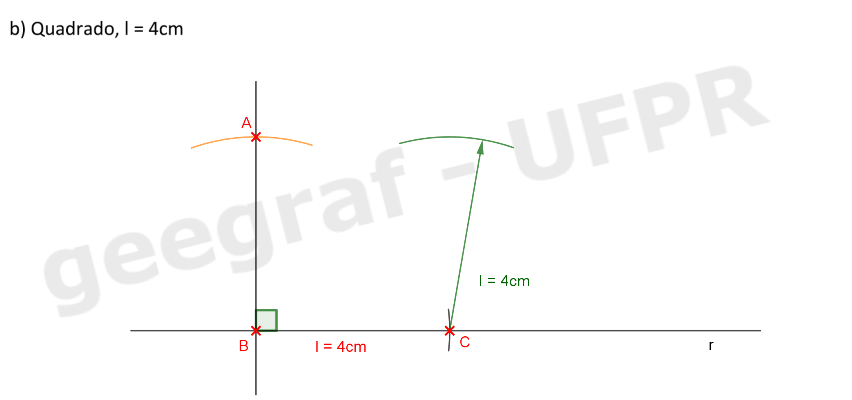 b) Quadrado, l = 4cm
geegraf - UFPR
A
l = 4cm
B
l = 4cm
C
r